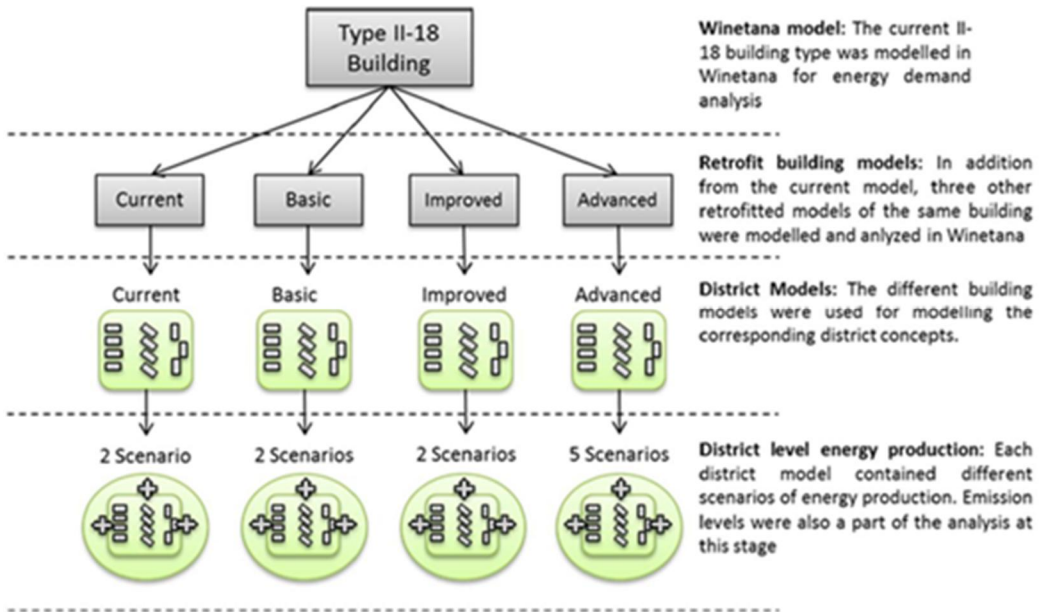 Type II-18
Building
Winetana model: The current II-
18 building type was modelled in
Winetana for energy demand
analysis
Current
Basic
Improved
Advanced
Retrofit building models: In addition
from the current model, three other
retrofitted models of the same building
were modelled and anlyzed in Winetana
Current
Basic
Improved
Advanced
District Models: The different building
models were used for modelling the
corresponding district concepts.
2 Scenario
2 Scenarios
2 Scenarios
5 Scenarios
District level energy production: Each
district model contained different
scenarios of energy production. Emission
levels were also a part of the analysis at
this stage